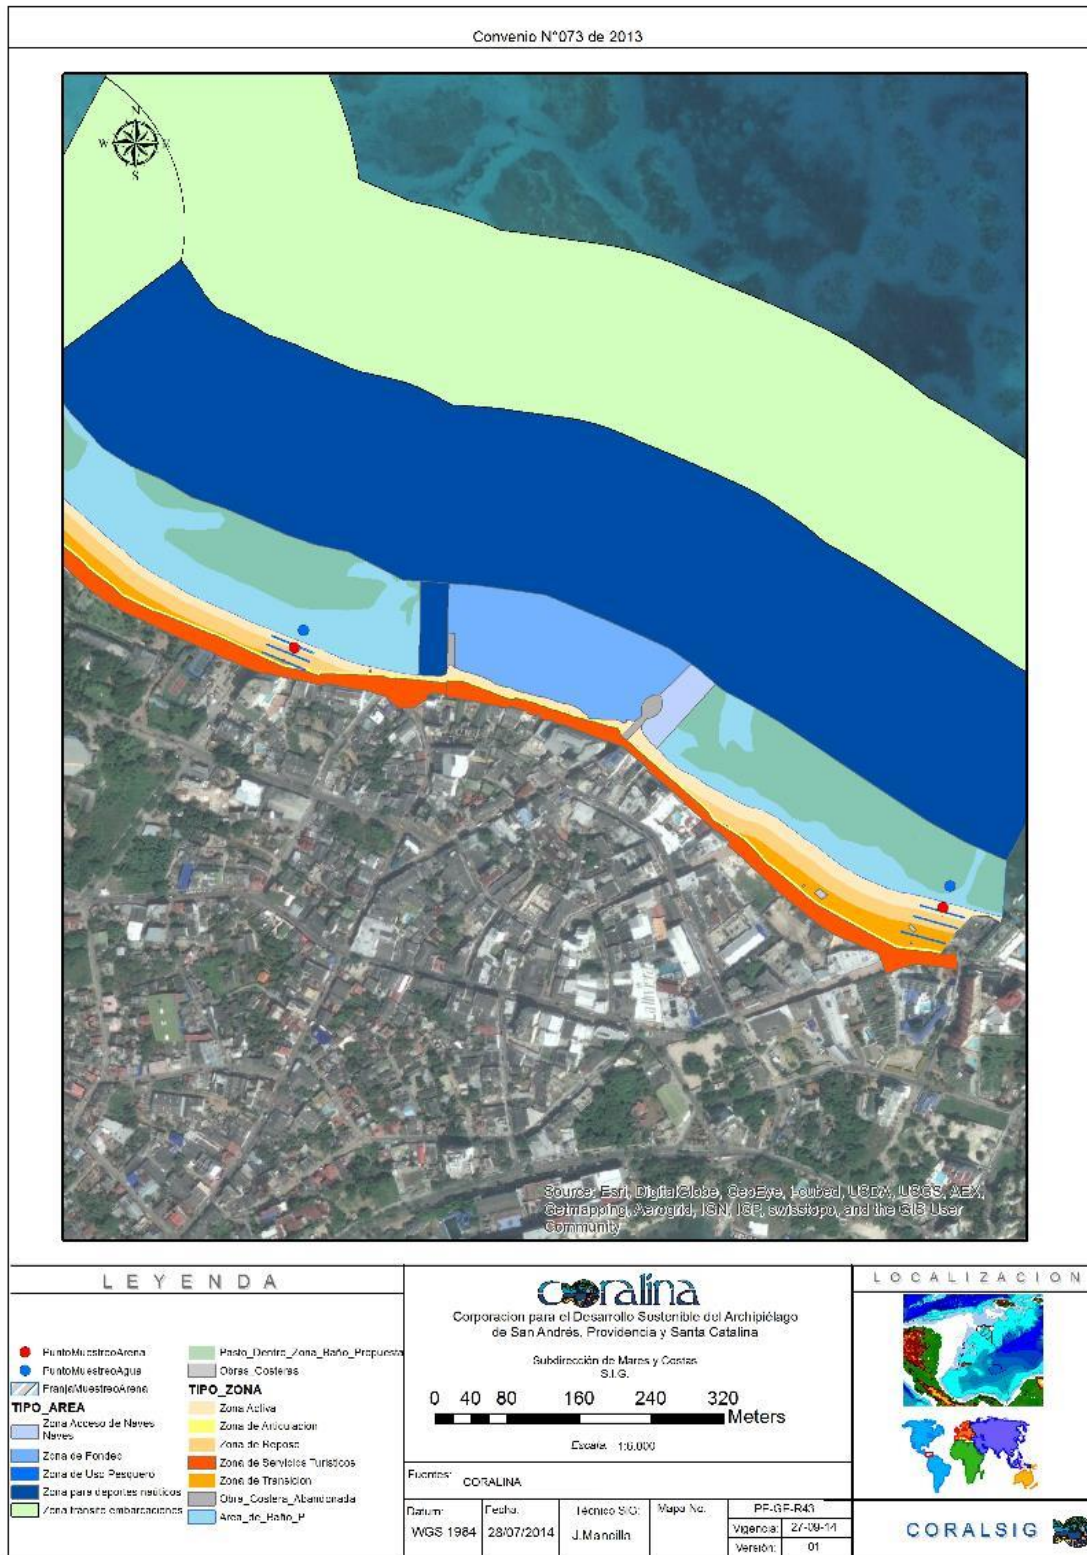 Convenio N°073 de 2013
N
W E
S
Source: Esri, DigitalGlobe, GeoEye, i-cubed, USDA, USGS, AEX,
Getmapping, Aerogrid, IGN, IGP, swisstopo, and the GIS User
Community
LEYENDA
PuntoMuestreoArena
PuntoMuestreoAgua
FranjaMuestreoArena
TIPO_AREA
Zona Acceso de Naves
Naves
Zona de Fondeo
Zona de Uso Pesquero
Zona para deportes naúticos
Zona transito embarcaciones
Pasto_Dentro_Zona_Baño_Propuesta
Obras_Costeras
TIPO_ZONA
Zona Activa
Zona de Articulacion
Zona de Reposo
Zona de Servicios Turisticos
Zona de Transicion
Obra_Costera_Abandonada
Area_de_Baño_P
coralina
Corporacion para el Desarrollo Sostenible del Archipiélago
de San Andrés, Providencia y Santa Catalina
Subdirección de Mares y Costas
S.I.G.
0 40 80 160 240 320
Meters
Escala 1:6.000
Fuentes: CORALINA
Datum: WGS 1984
Fecha: 28/07/2014
Técnico SIG: J.Mancilla
Mapa No.
PF-GF-R43
Vigencia: 27-09-14
Versión: 01
LOCALIZACION
CORALSIG